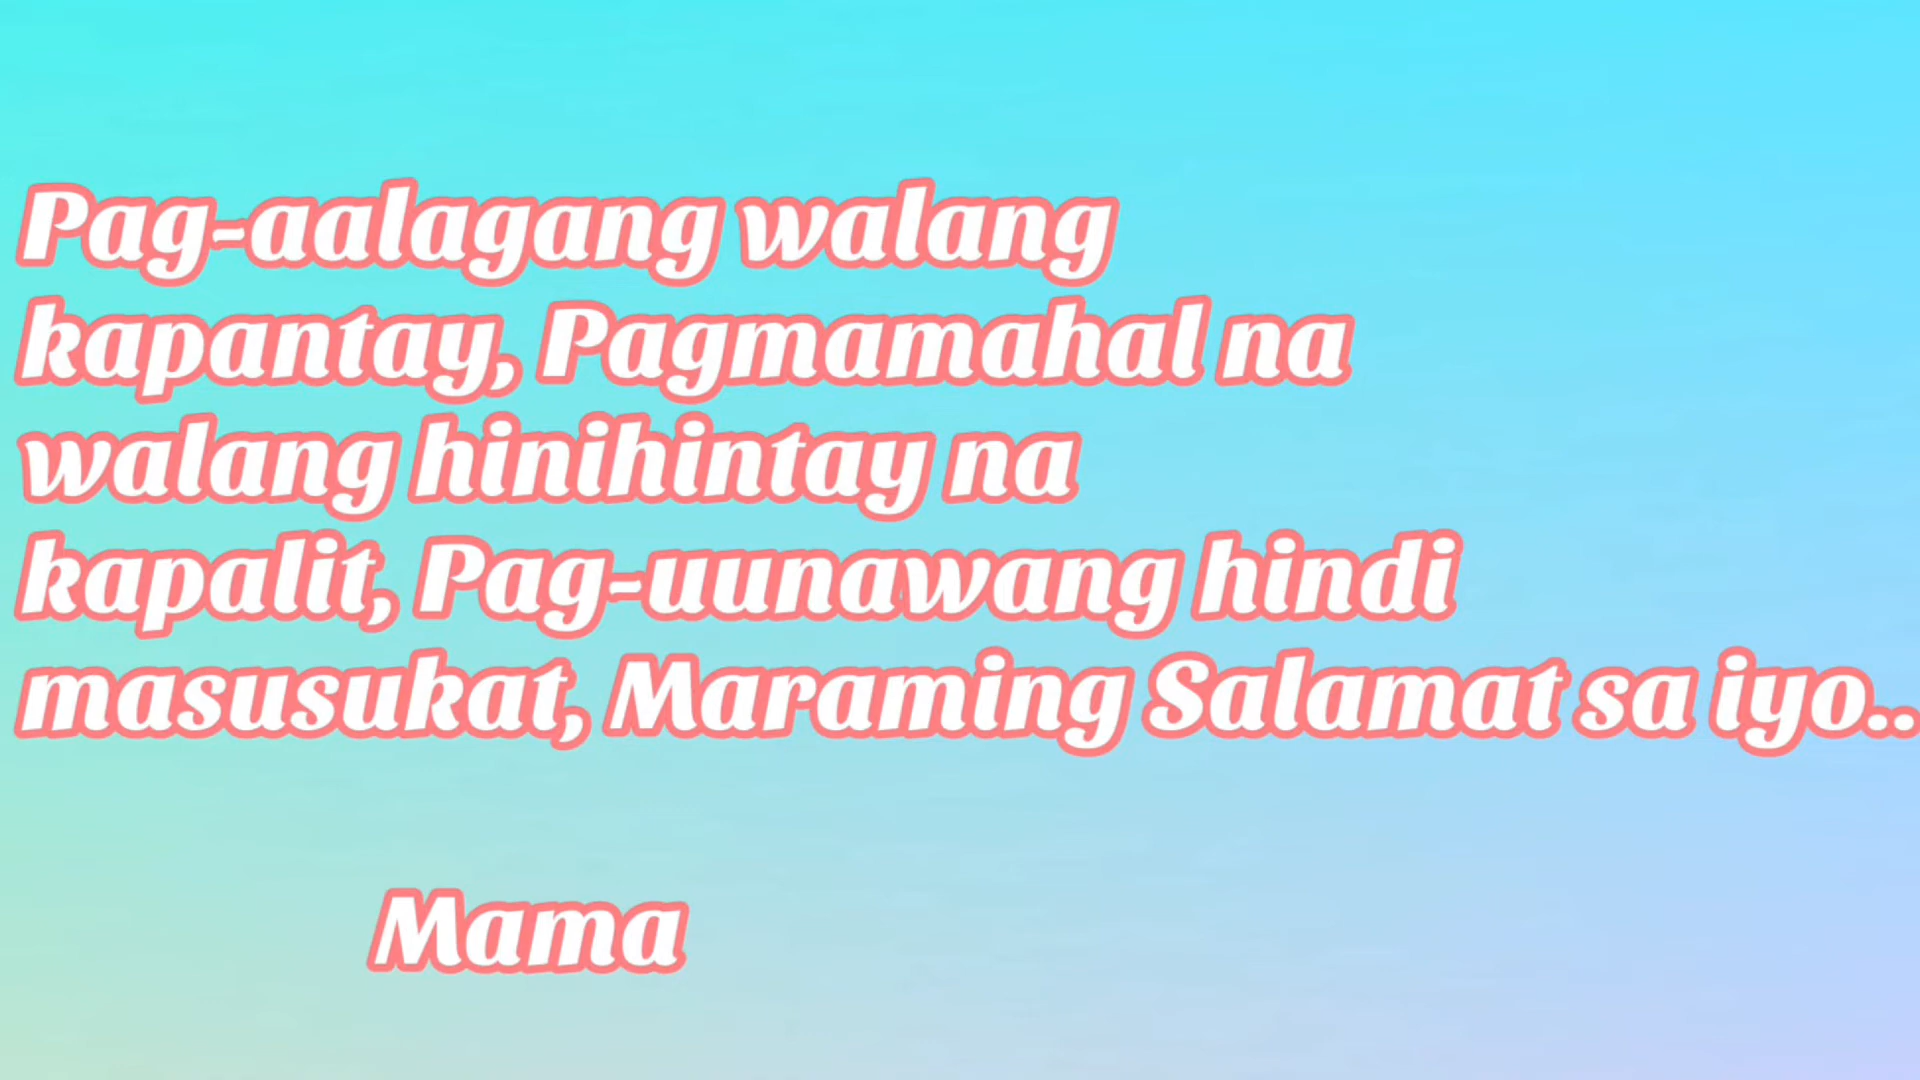 Pag-aalagang walang
kapantay, Pagmamahal na
walang hinihintay na
kapalit, Pag-uunawang hindi
masusukat, Maraming Salamat sa iyo..
Mama